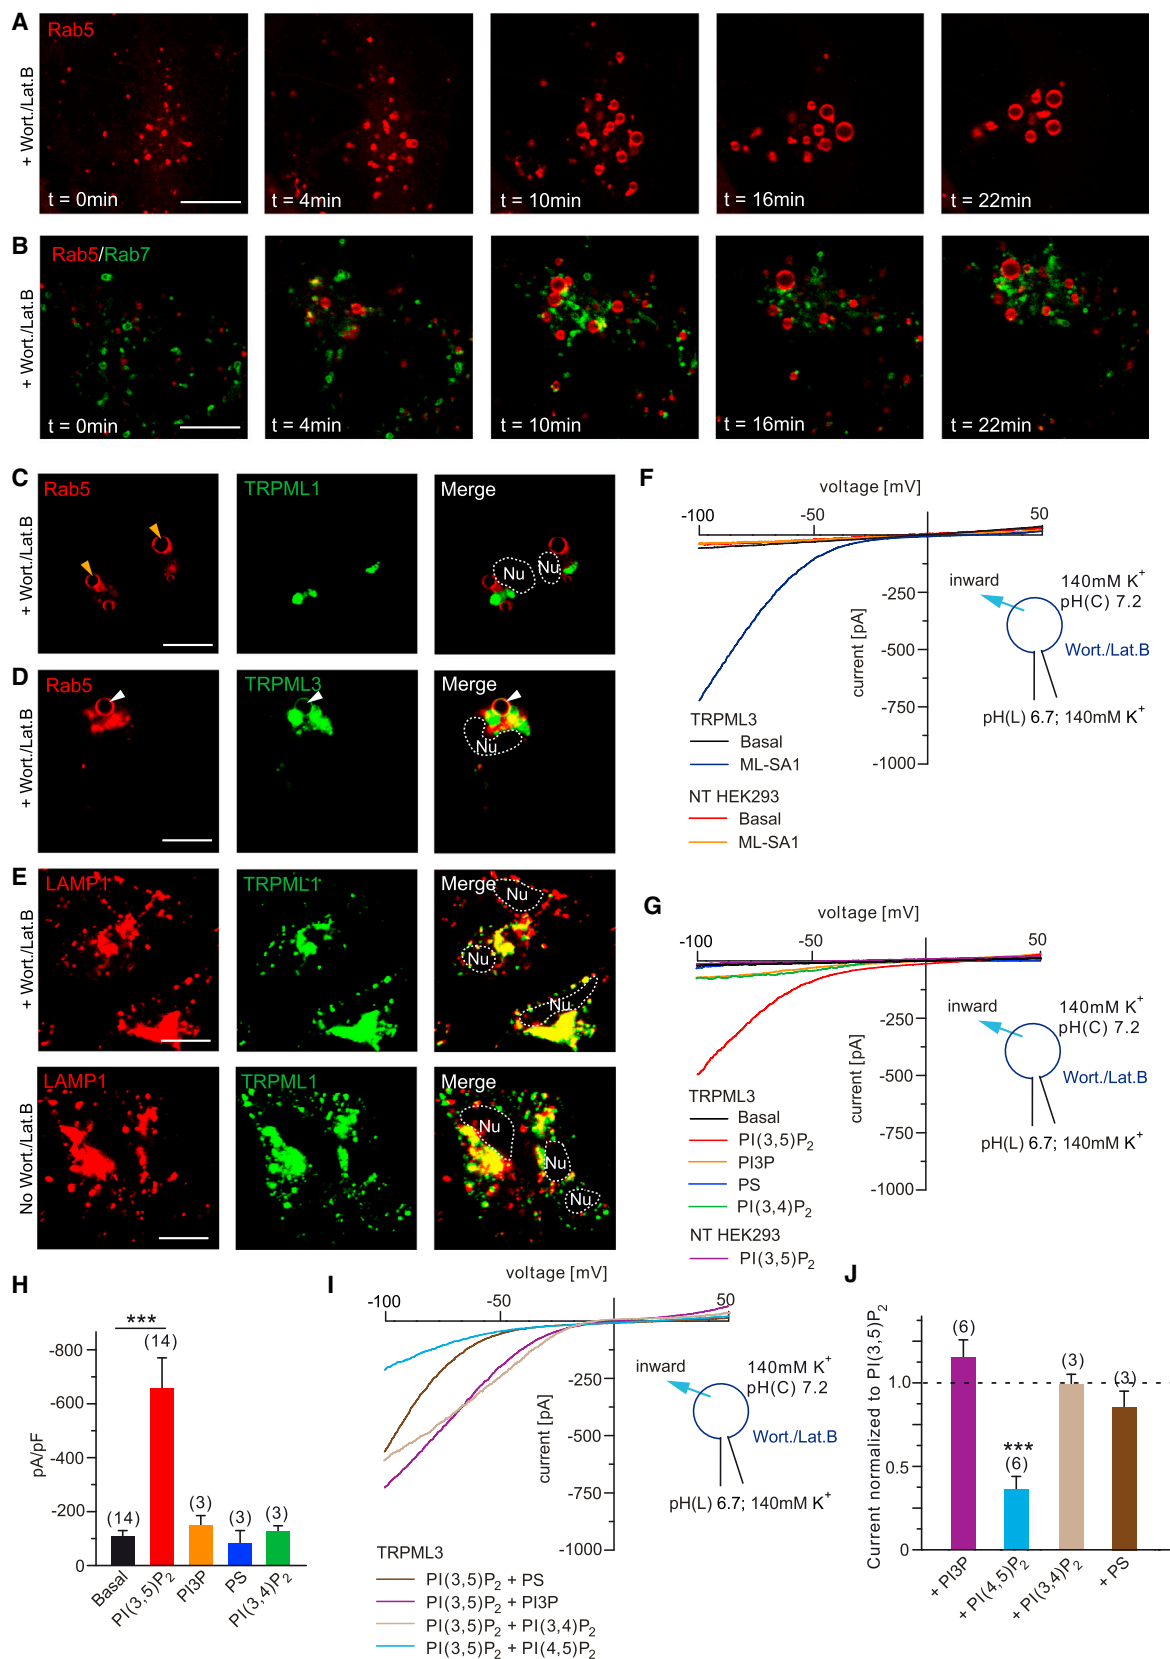 A
Rab5
+ Wort./Lat.B
t = 0min
t = 4min
t = 10min
t = 16min
t = 22min
B
Rab5/Rab7
+ Wort./Lat.B
t = 0min
t = 4min
t = 10min
t = 16min
t = 22min
C
Rab5
TRPML1
Merge
+ Wort./Lat.B
Nu
Nu
D
Rab5
TRPML3
Merge
+ Wort./Lat.B
Nu
E
LAMP1
TRPML1
Merge
+ Wort./Lat.B
Nu
Nu
Nu
LAMP1
TRPML1
Merge
No Wort./Lat.B
Nu
Nu
Nu
F
voltage [mV]
-100
-50
50
-250
-500
-750
-1000
current [pA]
inward
140mM K+
pH(C) 7.2
Wort./Lat.B
pH(L) 6.7; 140mM K+
TRPML3
Basal
ML-SA1
NT HEK293
Basal
ML-SA1
G
voltage [mV]
-100
-50
50
-250
-500
-750
-1000
current [pA]
inward
140mM K+
pH(C) 7.2
Wort./Lat.B
pH(L) 6.7; 140mM K+
TRPML3
Basal
PI(3,5)P2
PI3P
PS
PI(3,4)P2
NT HEK293
PI(3,5)P2
H
***
(14)
(14)
(3)
(3)
(3)
-800
-600
-400
-200
0
pA/pF
Basal
PI(3,5)P2
PI3P
PS
PI(3,4)P2
I
voltage [mV]
-100
-50
50
-250
-500
-750
-1000
current [pA]
inward
140mM K+
pH(C) 7.2
Wort./Lat.B
pH(L) 6.7; 140mM K+
TRPML3
PI(3,5)P2 + PS
PI(3,5)P2 + PI3P
PI(3,5)P2 + PI(3,4)P2
PI(3,5)P2 + PI(4,5)P2
J
Current normalized to PI(3,5)P2
1.0
0.5
0
(6)
***
(6)
(3)
(3)
+ PI3P
+ PI(4,5)P2
+ PI(3,4)P2
+ PS